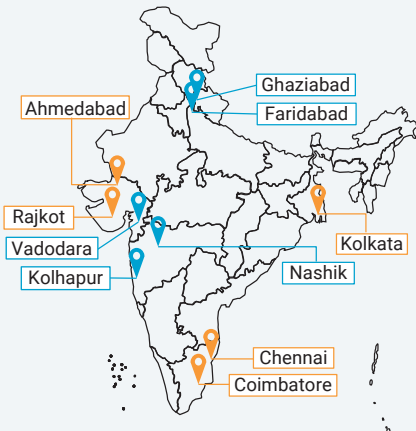 Ghaziabad
Ahmedabad
Faridabad
Rajkot
Kolkata
Vadodara
Nashik
Kolhapur
Chennai
Coimbatore